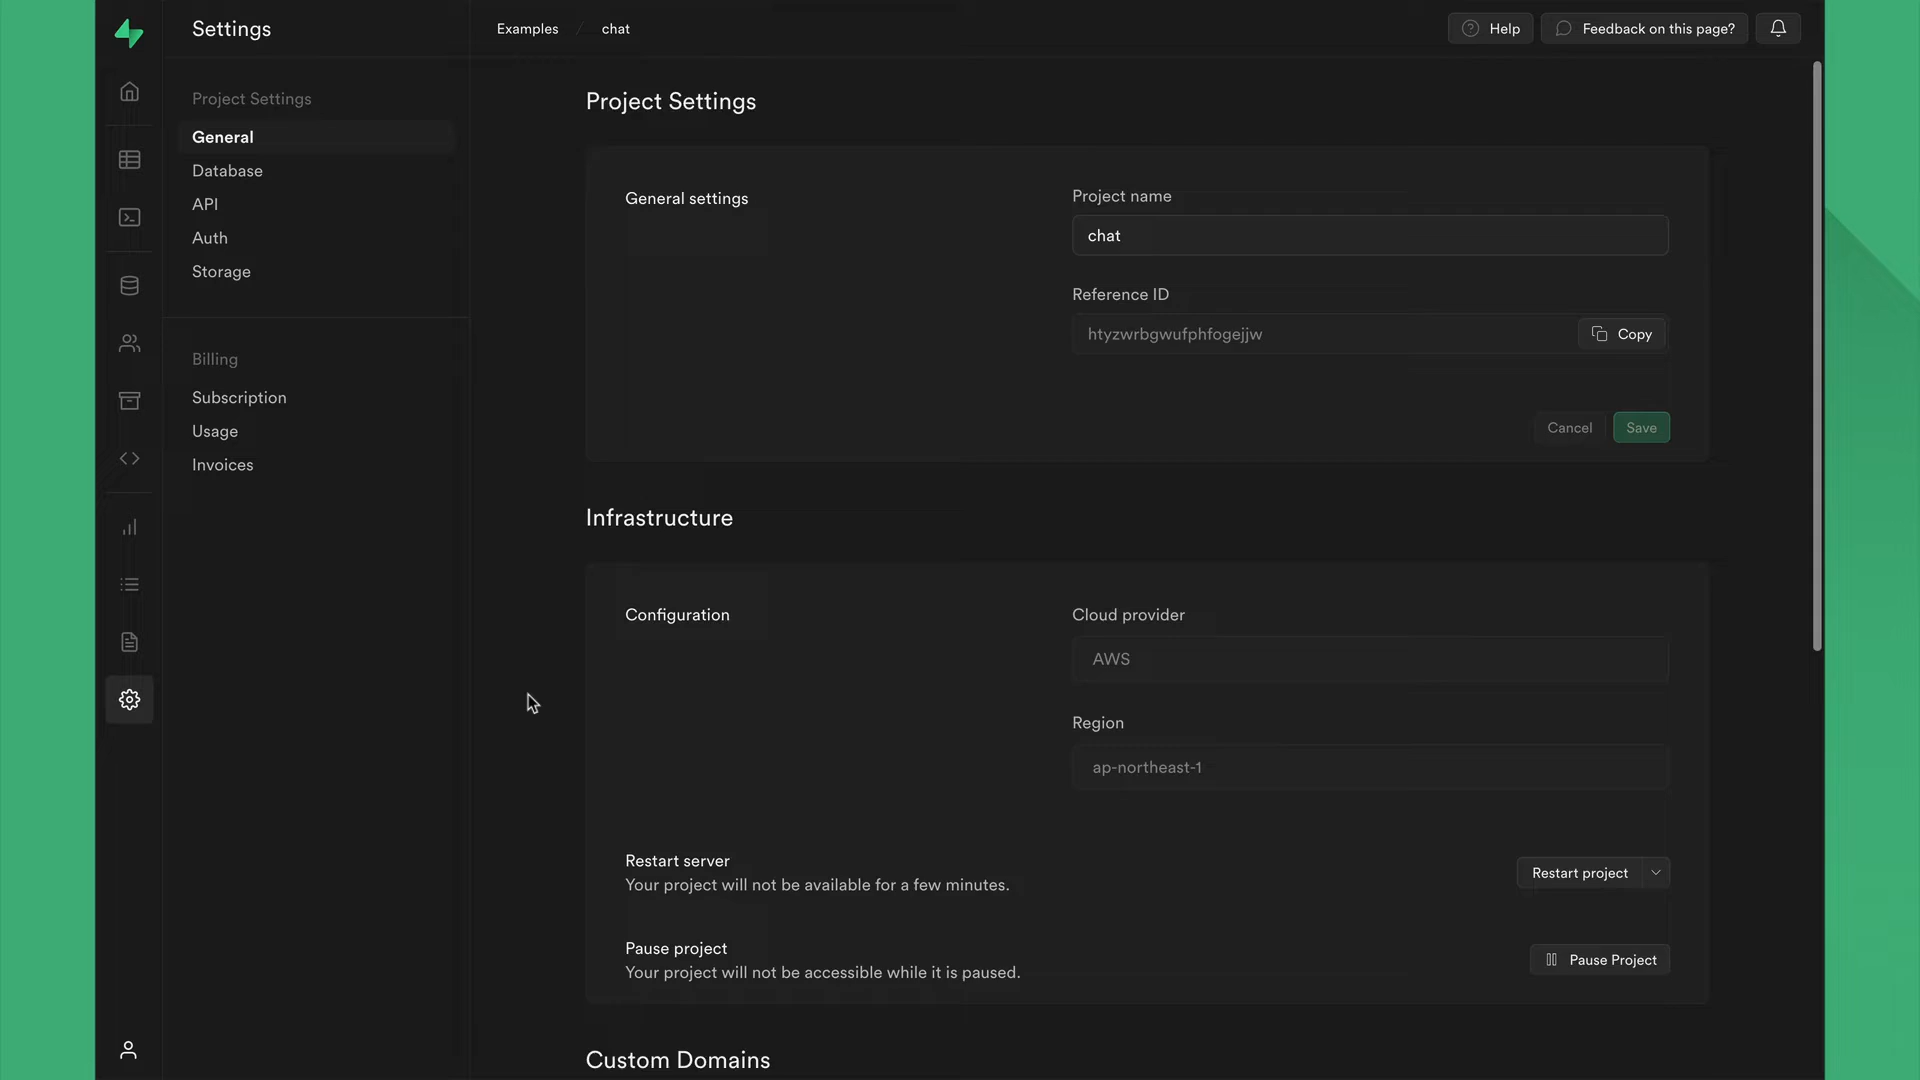 Settings
Examples / chat
Help
Feedback on this page?
Project Settings
General
Database
API
Auth
Storage
Billing
Subscription
Usage
Invoices
Project Settings
General settings
Project name
chat
Reference ID
htyzwrbgwufphfogejjw
Copy
Cancel
Save
Infrastructure
Configuration
Cloud provider
AWS
Region
ap-northeast-1
Restart server
Your project will not be available for a few minutes.
Restart project
Pause project
Your project will not be accessible while it is paused.
Pause Project
Custom Domains